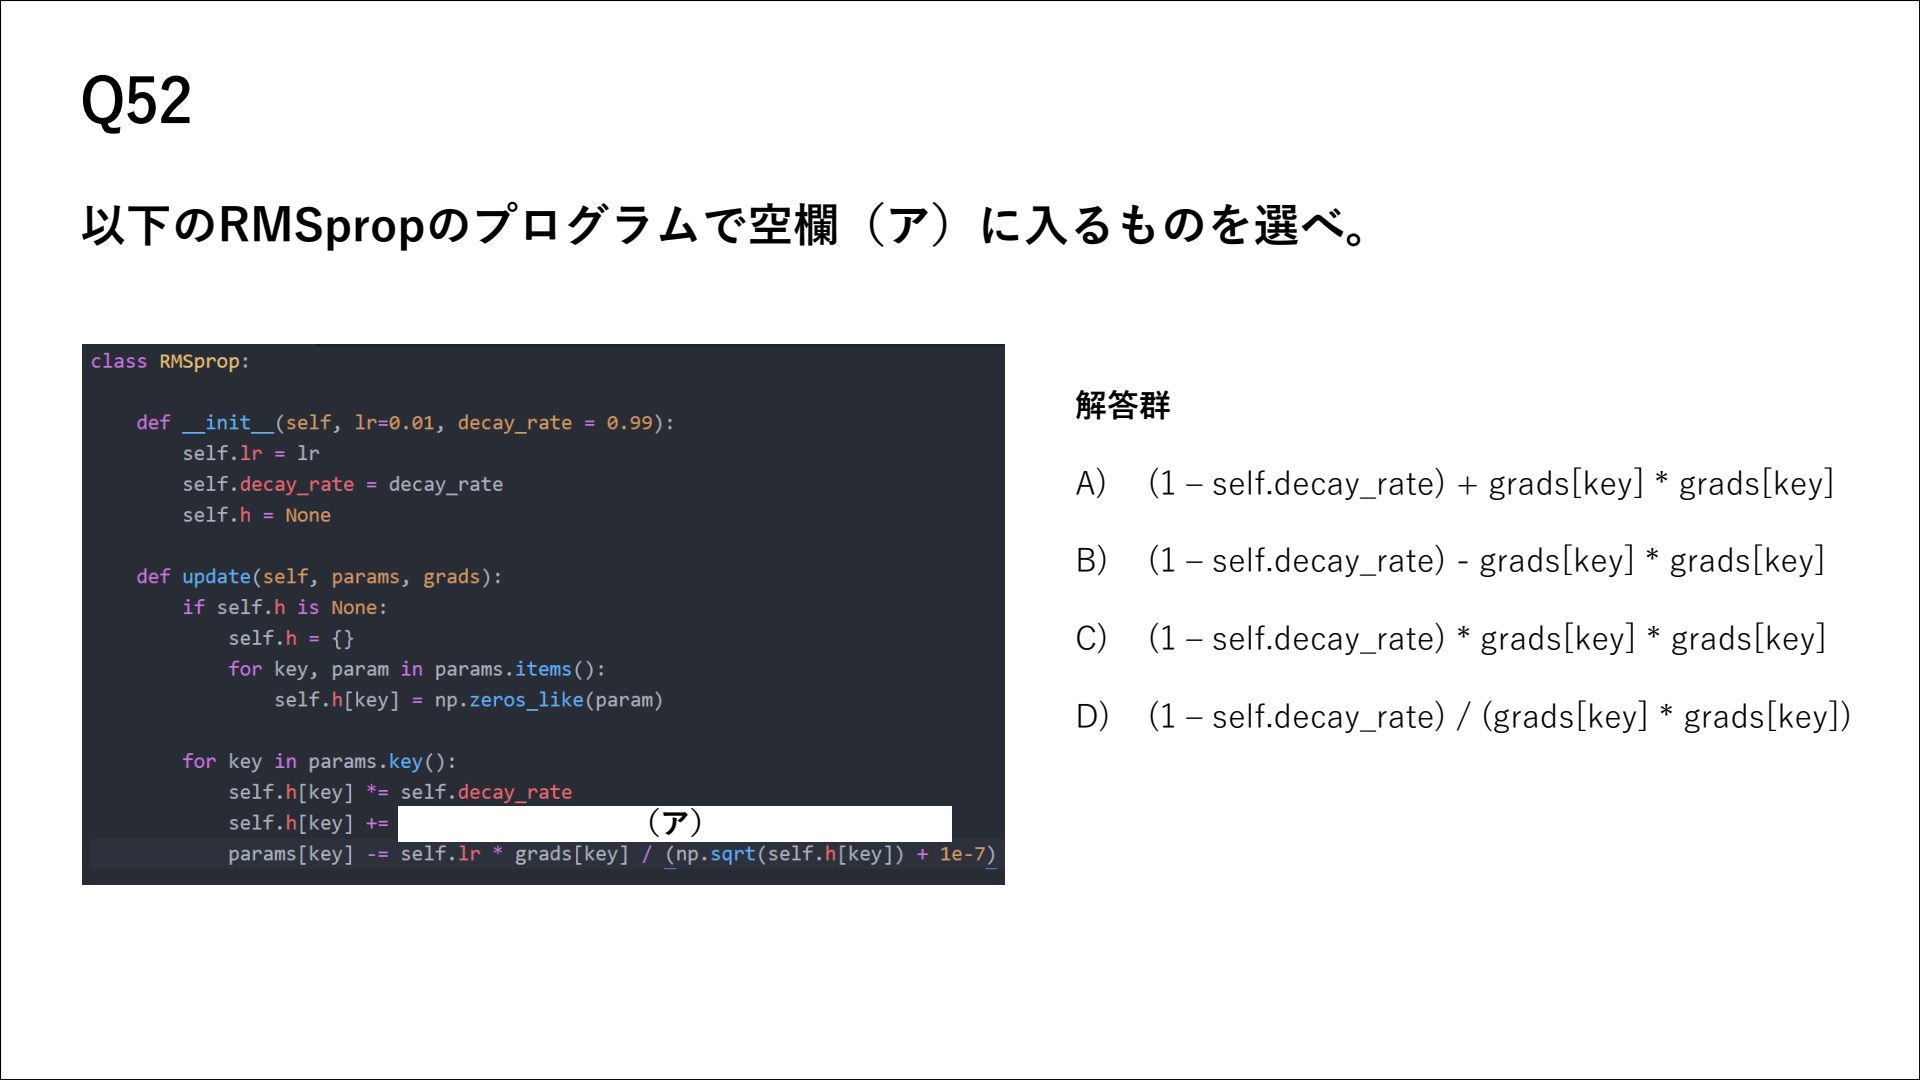 Q52
以下のRMSpropのプログラムで空欄（ア）に入るものを選べ。
class RMSprop:
    def __init__(self, lr=0.01, decay_rate = 0.99):
        self.lr = lr
        self.decay_rate = decay_rate
        self.h = None
    def update(self, params, grads):
        if self.h is None:
            self.h = {}
            for key, param in params.items():
                self.h[key] = np.zeros_like(param)
        for key in params.key():
            self.h[key] *= self.decay_rate
            self.h[key] += （ア）
            params[key] -= self.lr * grads[key] / (np.sqrt(self.h[key]) + 1e-7)
解答群
A) (1 – self.decay_rate) + grads[key] * grads[key]
B) (1 – self.decay_rate) - grads[key] * grads[key]
C) (1 – self.decay_rate) * grads[key] * grads[key]
D) (1 – self.decay_rate) / (grads[key] * grads[key])